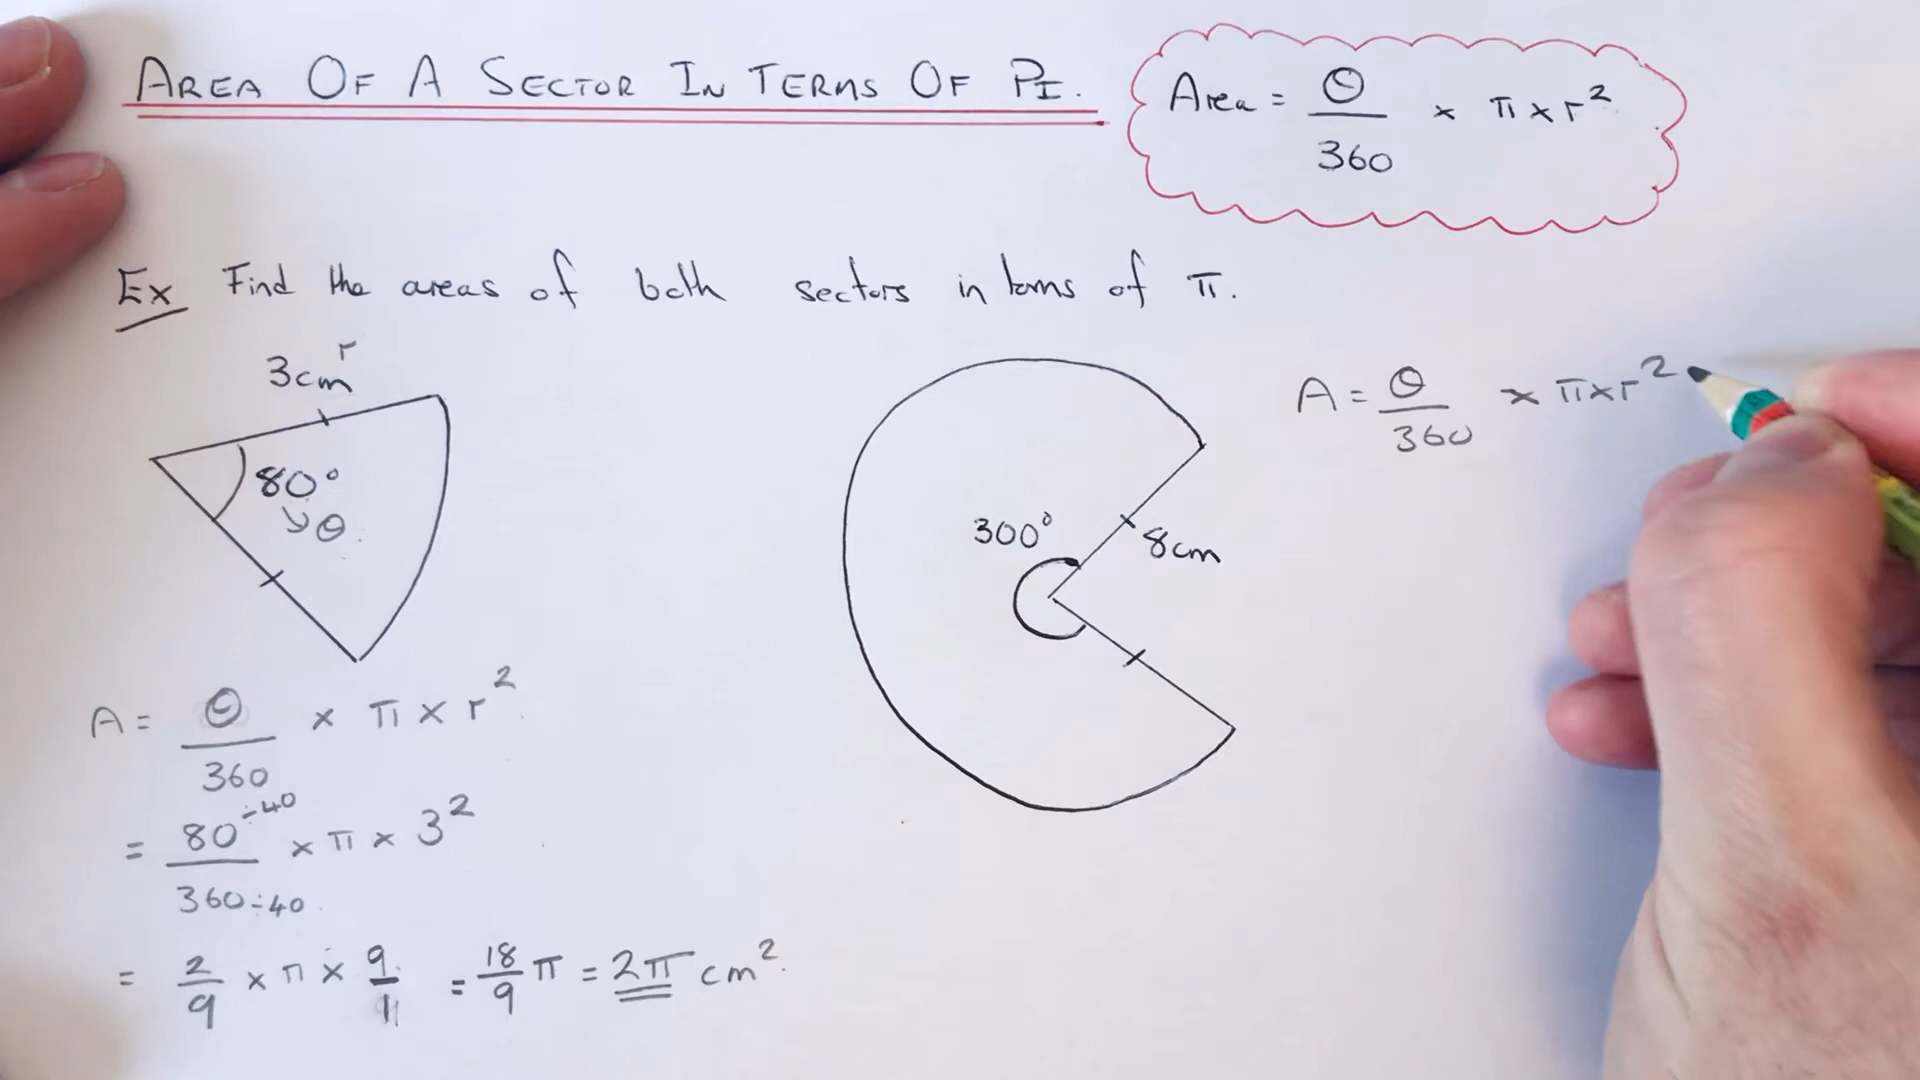 AREA OF A SECTOR IN TERMS OF PI.
Area = θ/360 × π × r²
Ex Find the areas of both sectors in terms of π.
3cm r
80°
θ
300°
8cm
A = θ/360 × π × r²
A = θ/360 × π × r²
= 80÷40/360÷40 × π × 3²
= 2/9 × π × 9/1 = 18/9 π = 2π cm².